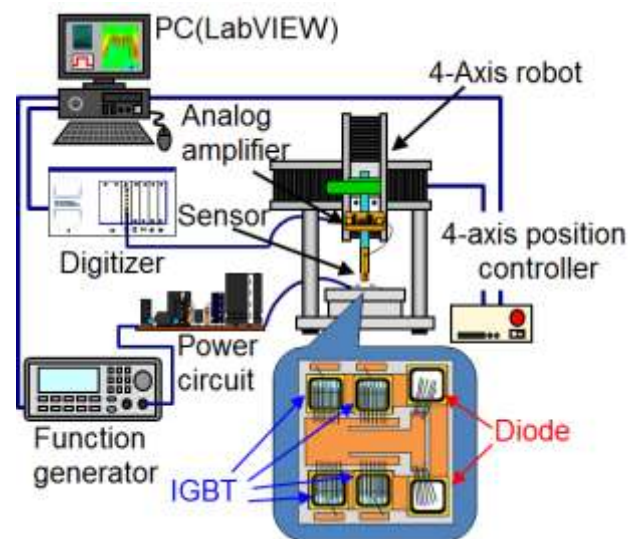 PC(LabVIEW)
4-Axis robot
Analog
amplifier
Sensor
Digitizer
4-axis position
controller
Power
circuit
Function
generator
IGBT
Diode